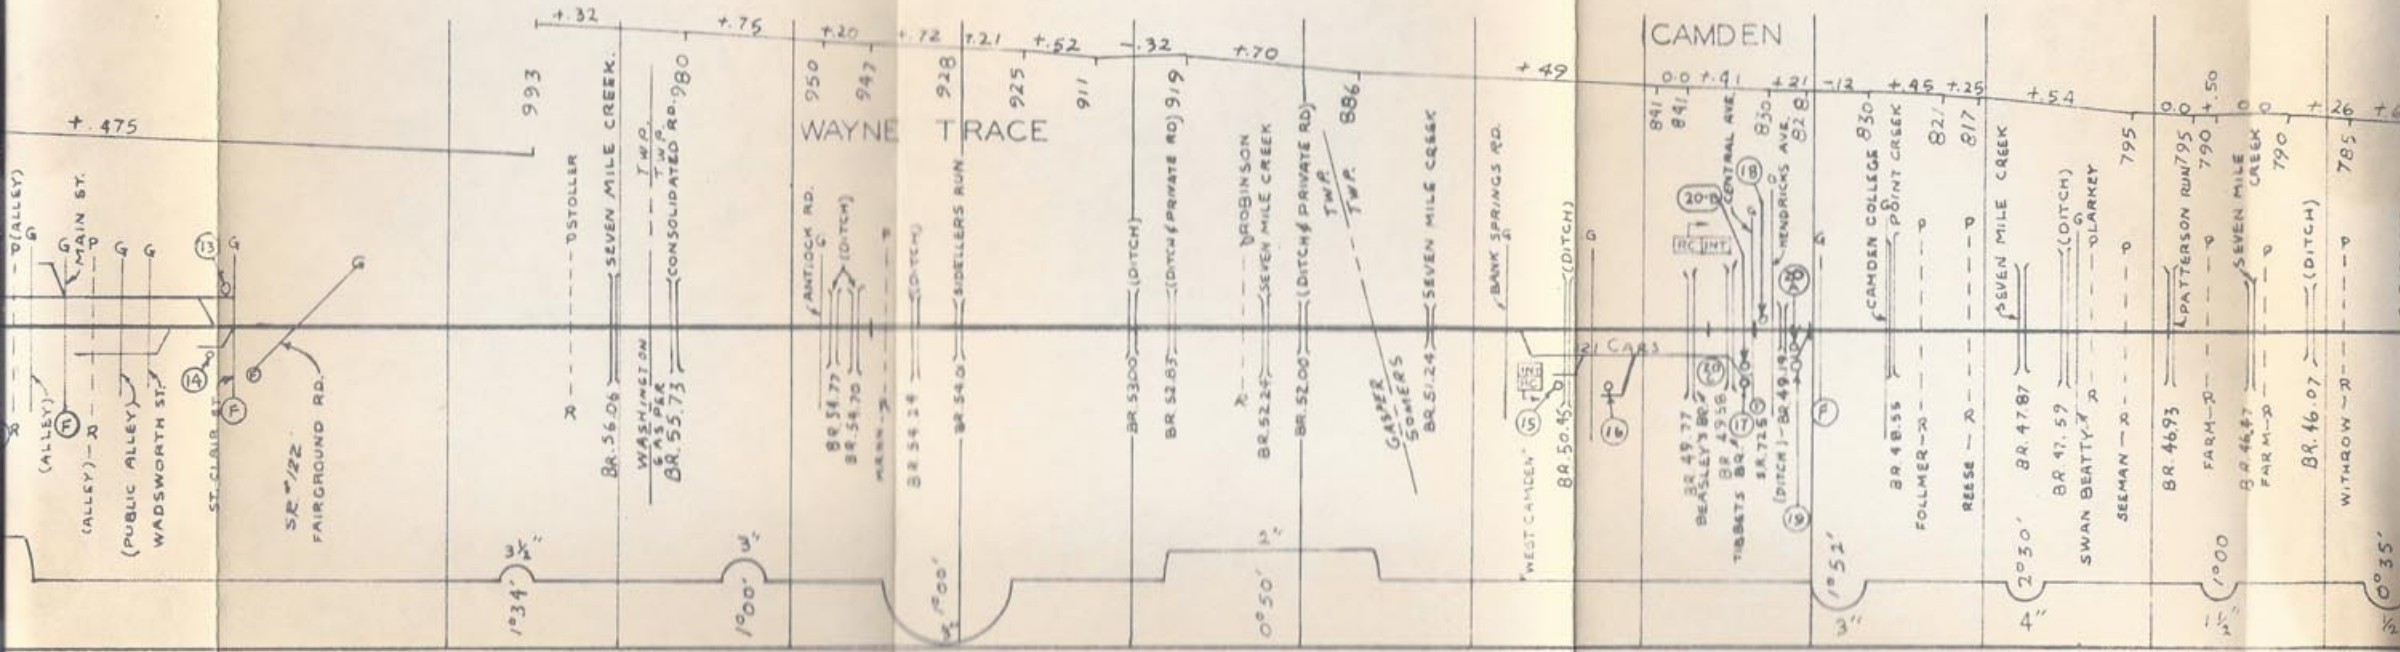 +.475
+.32
+.75
+.20
+.72
+.21
+.52
-.32
+.70
+49
CAMDEN
0.0
+.41
+21
-12
+.45
+.25
+.54
0.0
+.50
0.0
+26
993
980
950
947
928
925
911
919
886
841
841
830
828
830
821
817
795
795
790
790
785
WAYNE TRACE
(ALLEY)
MAIN ST.
13
14
(ALLEY)
(ALLEY)
(PUBLIC ALLEY)
WADSWORTH ST.
ST. CLAIR ST.
SR #122
FAIRGROUND RD.
STOLLER
SEVEN MILE CREEK.
BR. 56.06
TWP.
TWP.
WASHINGTON
GASPER
(CONSOLIDATED RD.
BR. 55.73
ANTIOCK RD.
(DITCH)
BR 54.77
BR. 54.70
(DITCH)
BR 54.24
SIDELLERS RUN
BR 54.0
(DITCH)
BR 53.00
(DITCH & PRIVATE RD)
BR 52.83
ROBINSON
SEVEN MILE CREEK
BR. 52.24
(DITCH & PRIVATE RD)
BR. 52.00
TWP.
TWP.
GASPER
SOMERS
SEVEN MILE CREEK
BR. 51.24
BANK SPRINGS RD.
"WEST CAMDEN"
15
(DITCH)
BR. 50.45
16
21 CARS
20
BR 49.77
BEASLEY'S
BR 49.58
TIBBETS
CENTRAL AVE.
18
SR. 725
HENDRICKS AVE.
(DITCH)-BR 49.19
CAMDEN COLLEGE
POINT CREEK
BR 48.55
FOLLMER
REESE
SEVEN MILE CREEK
BR. 47.87
(DITCH)
BR 47.59
LARKEY
SWAN BEATTY
SEEMAN
PATTERSON RUN
BR. 46.93
FARM
SEVEN MILE
CREEK
BR 46.47
FARM
(DITCH)
BR. 46.07
WITHROW
1°34'
3½"
1°00'
3"
1°00'
0°50'
1°52'
3"
2°30'
4"
1°00
0°35'